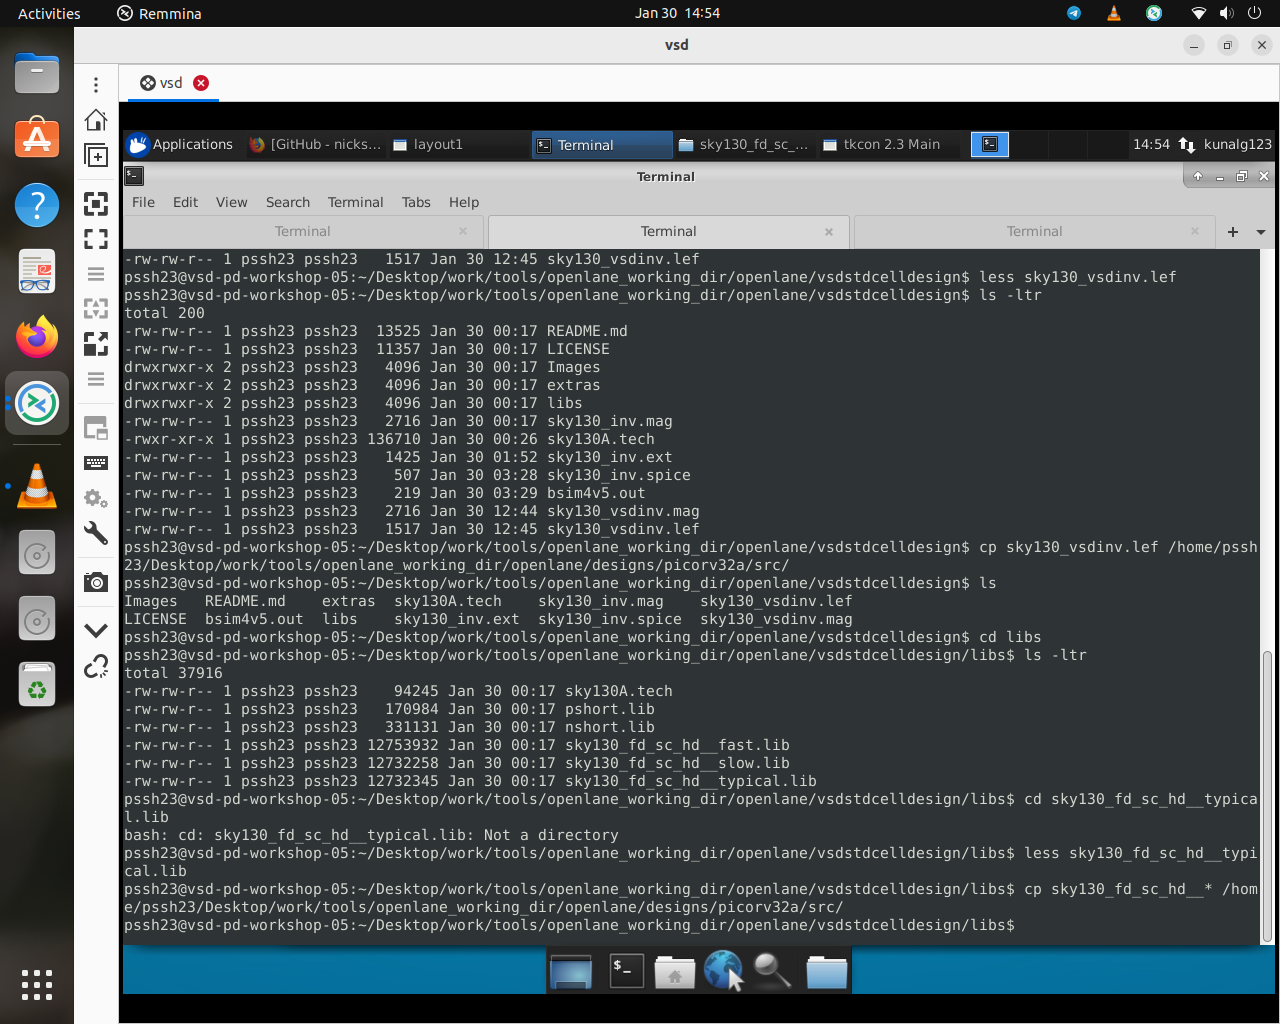 Activities
Remmina
Jan 30 14:54
vsd
vsd
Applications
[GitHub - nicks...
layout1
Terminal
sky130_fd_sc_...
tkcon 2.3 Main
14:54
kunalg123
Terminal
File Edit View Search Terminal Tabs Help
Terminal
Terminal
Terminal
-rw-rw-r-- 1 pssh23 pssh23   1517 Jan 30 12:45 sky130_vsdinv.lef
pssh23@vsd-pd-workshop-05:~/Desktop/work/tools/openlane_working_dir/openlane/vsdstdcelldesign$ less sky130_vsdinv.lef
pssh23@vsd-pd-workshop-05:~/Desktop/work/tools/openlane_working_dir/openlane/vsdstdcelldesign$ ls -ltr
total 200
-rw-rw-r-- 1 pssh23 pssh23  13525 Jan 30 00:17 README.md
-rw-rw-r-- 1 pssh23 pssh23  11357 Jan 30 00:17 LICENSE
drwxrwxr-x 2 pssh23 pssh23   4096 Jan 30 00:17 Images
drwxrwxr-x 2 pssh23 pssh23   4096 Jan 30 00:17 extras
drwxrwxr-x 2 pssh23 pssh23   4096 Jan 30 00:17 libs
-rw-rw-r-- 1 pssh23 pssh23   2716 Jan 30 00:17 sky130_inv.mag
-rwxr-xr-x 1 pssh23 pssh23 136710 Jan 30 00:26 sky130A.tech
-rw-rw-r-- 1 pssh23 pssh23   1425 Jan 30 01:52 sky130_inv.ext
-rw-rw-r-- 1 pssh23 pssh23    507 Jan 30 03:28 sky130_inv.spice
-rw-rw-r-- 1 pssh23 pssh23    219 Jan 30 03:29 bsim4v5.out
-rw-rw-r-- 1 pssh23 pssh23   2716 Jan 30 12:44 sky130_vsdinv.mag
-rw-rw-r-- 1 pssh23 pssh23   1517 Jan 30 12:45 sky130_vsdinv.lef
pssh23@vsd-pd-workshop-05:~/Desktop/work/tools/openlane_working_dir/openlane/vsdstdcelldesign$ cp sky130_vsdinv.lef /home/pssh
23/Desktop/work/tools/openlane_working_dir/openlane/designs/picorv32a/src/
pssh23@vsd-pd-workshop-05:~/Desktop/work/tools/openlane_working_dir/openlane/vsdstdcelldesign$ ls
Images   README.md    extras  sky130A.tech    sky130_inv.mag    sky130_vsdinv.lef
LICENSE  bsim4v5.out  libs    sky130_inv.ext  sky130_inv.spice  sky130_vsdinv.mag
pssh23@vsd-pd-workshop-05:~/Desktop/work/tools/openlane_working_dir/openlane/vsdstdcelldesign$ cd libs
pssh23@vsd-pd-workshop-05:~/Desktop/work/tools/openlane_working_dir/openlane/vsdstdcelldesign/libs$ ls -ltr
total 37916
-rw-rw-r-- 1 pssh23 pssh23    94245 Jan 30 00:17 sky130A.tech
-rw-rw-r-- 1 pssh23 pssh23   170984 Jan 30 00:17 pshort.lib
-rw-rw-r-- 1 pssh23 pssh23   331131 Jan 30 00:17 nshort.lib
-rw-rw-r-- 1 pssh23 pssh23 12753932 Jan 30 00:17 sky130_fd_sc_hd__fast.lib
-rw-rw-r-- 1 pssh23 pssh23 12732258 Jan 30 00:17 sky130_fd_sc_hd__slow.lib
-rw-rw-r-- 1 pssh23 pssh23 12732345 Jan 30 00:17 sky130_fd_sc_hd__typical.lib
pssh23@vsd-pd-workshop-05:~/Desktop/work/tools/openlane_working_dir/openlane/vsdstdcelldesign/libs$ cd sky130_fd_sc_hd__typica
l.lib
bash: cd: sky130_fd_sc_hd__typical.lib: Not a directory
pssh23@vsd-pd-workshop-05:~/Desktop/work/tools/openlane_working_dir/openlane/vsdstdcelldesign/libs$ less sky130_fd_sc_hd__typi
cal.lib
pssh23@vsd-pd-workshop-05:~/Desktop/work/tools/openlane_working_dir/openlane/vsdstdcelldesign/libs$ cp sky130_fd_sc_hd__* /hom
e/pssh23/Desktop/work/tools/openlane_working_dir/openlane/designs/picorv32a/src/
pssh23@vsd-pd-workshop-05:~/Desktop/work/tools/openlane_working_dir/openlane/vsdstdcelldesign/libs$